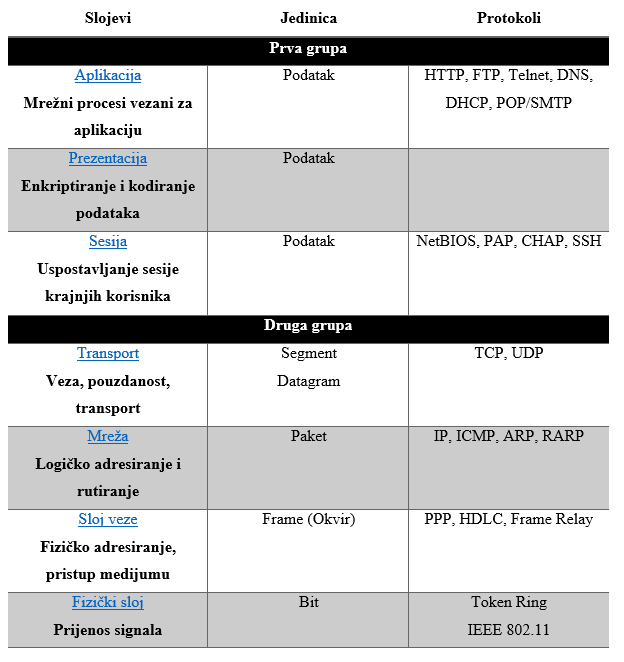 Slojevi Jedinica Protokoli
Prva grupa
Aplikacija Podatak HTTP, FTP, Telnet, DNS,
Mrežni procesi vezani za DHCP, POP/SMTP
aplikaciju
Prezentacija Podatak
Enkriptiranje i kodiranje
podataka
Sesija Podatak NetBIOS, PAP, CHAP, SSH
Uspostavljanje sesije
krajnjih korisnika
Druga grupa
Transport Segment TCP, UDP
Veza, pouzdanost, Datagram
transport
Mreža Paket IP, ICMP, ARP, RARP
Logičko adresiranje i
rutiranje
Sloj veze Frame (Okvir) PPP, HDLC, Frame Relay
Fizičko adresiranje,
pristup medijumu
Fizički sloj Bit Token Ring
Prijenos signala IEEE 802.11